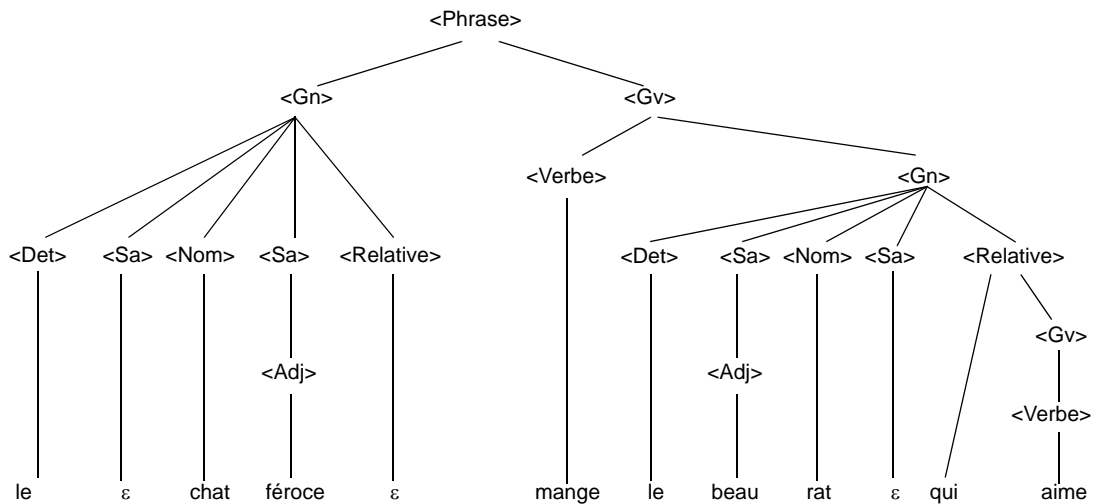 <Phrase>
<Gn> <Gv>
<Verbe> <Gn>
<Det> <Sa> <Nom> <Sa> <Relative> <Det> <Sa> <Nom> <Sa> <Relative>
<Gv>
<Adj> <Adj>
<Verbe>
le ε chat féroce ε mange le beau rat ε qui aime